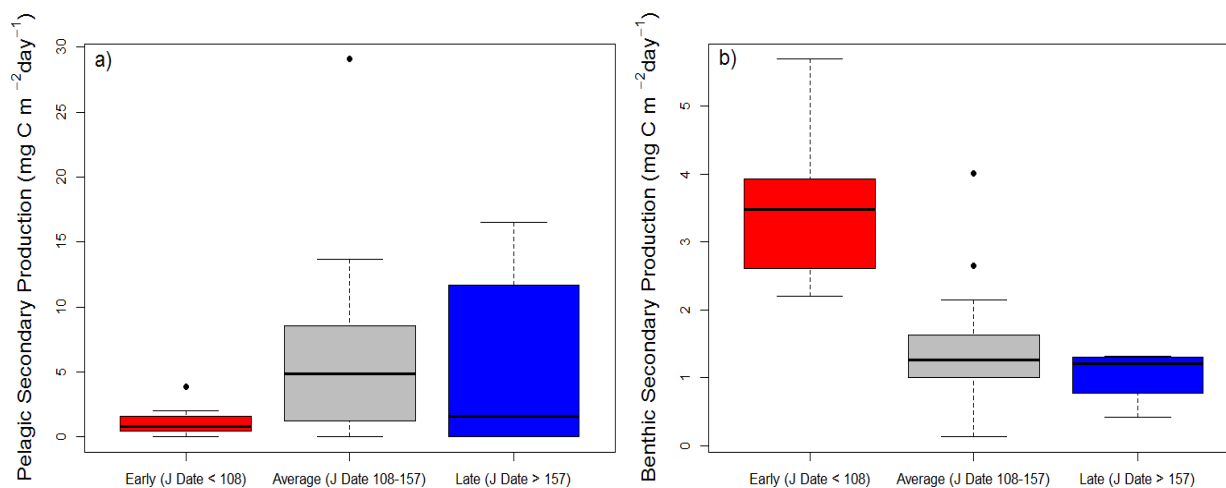 a)
Pelagic Secondary Production (mg C m⁻²day⁻¹)
30
25
20
15
10
5
0
Early (J Date < 108) Average (J Date 108-157) Late (J Date > 157)
b)
Benthic Secondary Production (mg C m⁻²day⁻¹)
5
4
3
2
1
0
Early (J Date < 108) Average (J Date 108-157) Late (J Date > 157)